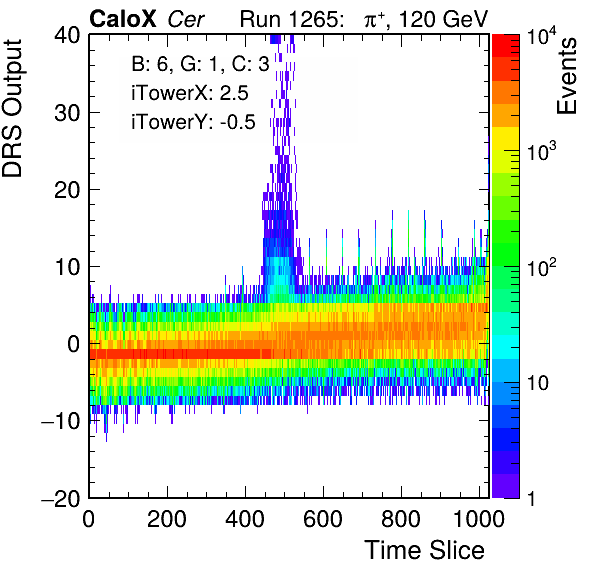 CaloX Cer Run 1265: π⁺, 120 GeV
B: 6, G: 1, C: 3
iTowerX: 2.5
iTowerY: -0.5
DRS Output
40
30
20
10
0
−10
−20
0 200 400 600 800 1000
Time Slice
Events
10⁴
10³
10²
10
1